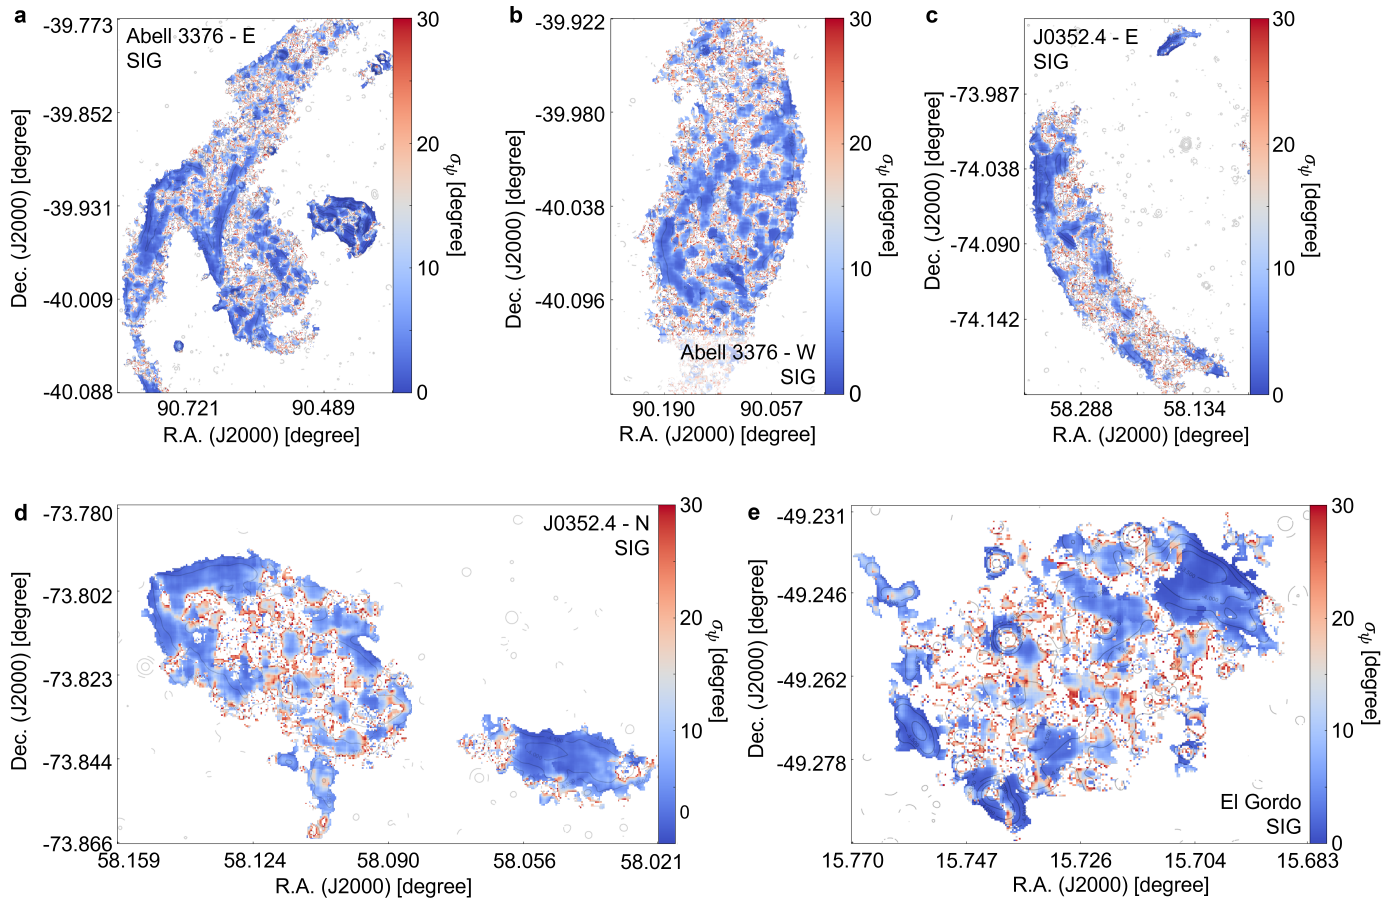 a
Abell 3376 - E
SIG
-39.773
-39.852
-39.931
-40.009
-40.088
Dec. (J2000) [degree]
90.721
90.489
R.A. (J2000) [degree]
30
20
10
0
σψ [degree]
b
-39.922
-39.980
-40.038
-40.096
Dec. (J2000) [degree]
Abell 3376 - W
SIG
90.190
90.057
R.A. (J2000) [degree]
30
20
10
0
σψ [degree]
c
J0352.4 - E
SIG
-73.987
-74.038
-74.090
-74.142
Dec. (J2000) [degree]
58.288
58.134
R.A. (J2000) [degree]
30
20
10
0
σψ [degree]
d
J0352.4 - N
SIG
-73.780
-73.802
-73.823
-73.844
-73.866
Dec. (J2000) [degree]
58.159
58.124
58.090
58.056
58.021
R.A. (J2000) [degree]
30
20
10
0
σψ [degree]
e
-49.231
-49.246
-49.262
-49.278
Dec. (J2000) [degree]
El Gordo
SIG
15.770
15.747
15.726
15.704
15.683
R.A. (J2000) [degree]
30
20
10
0
σψ [degree]